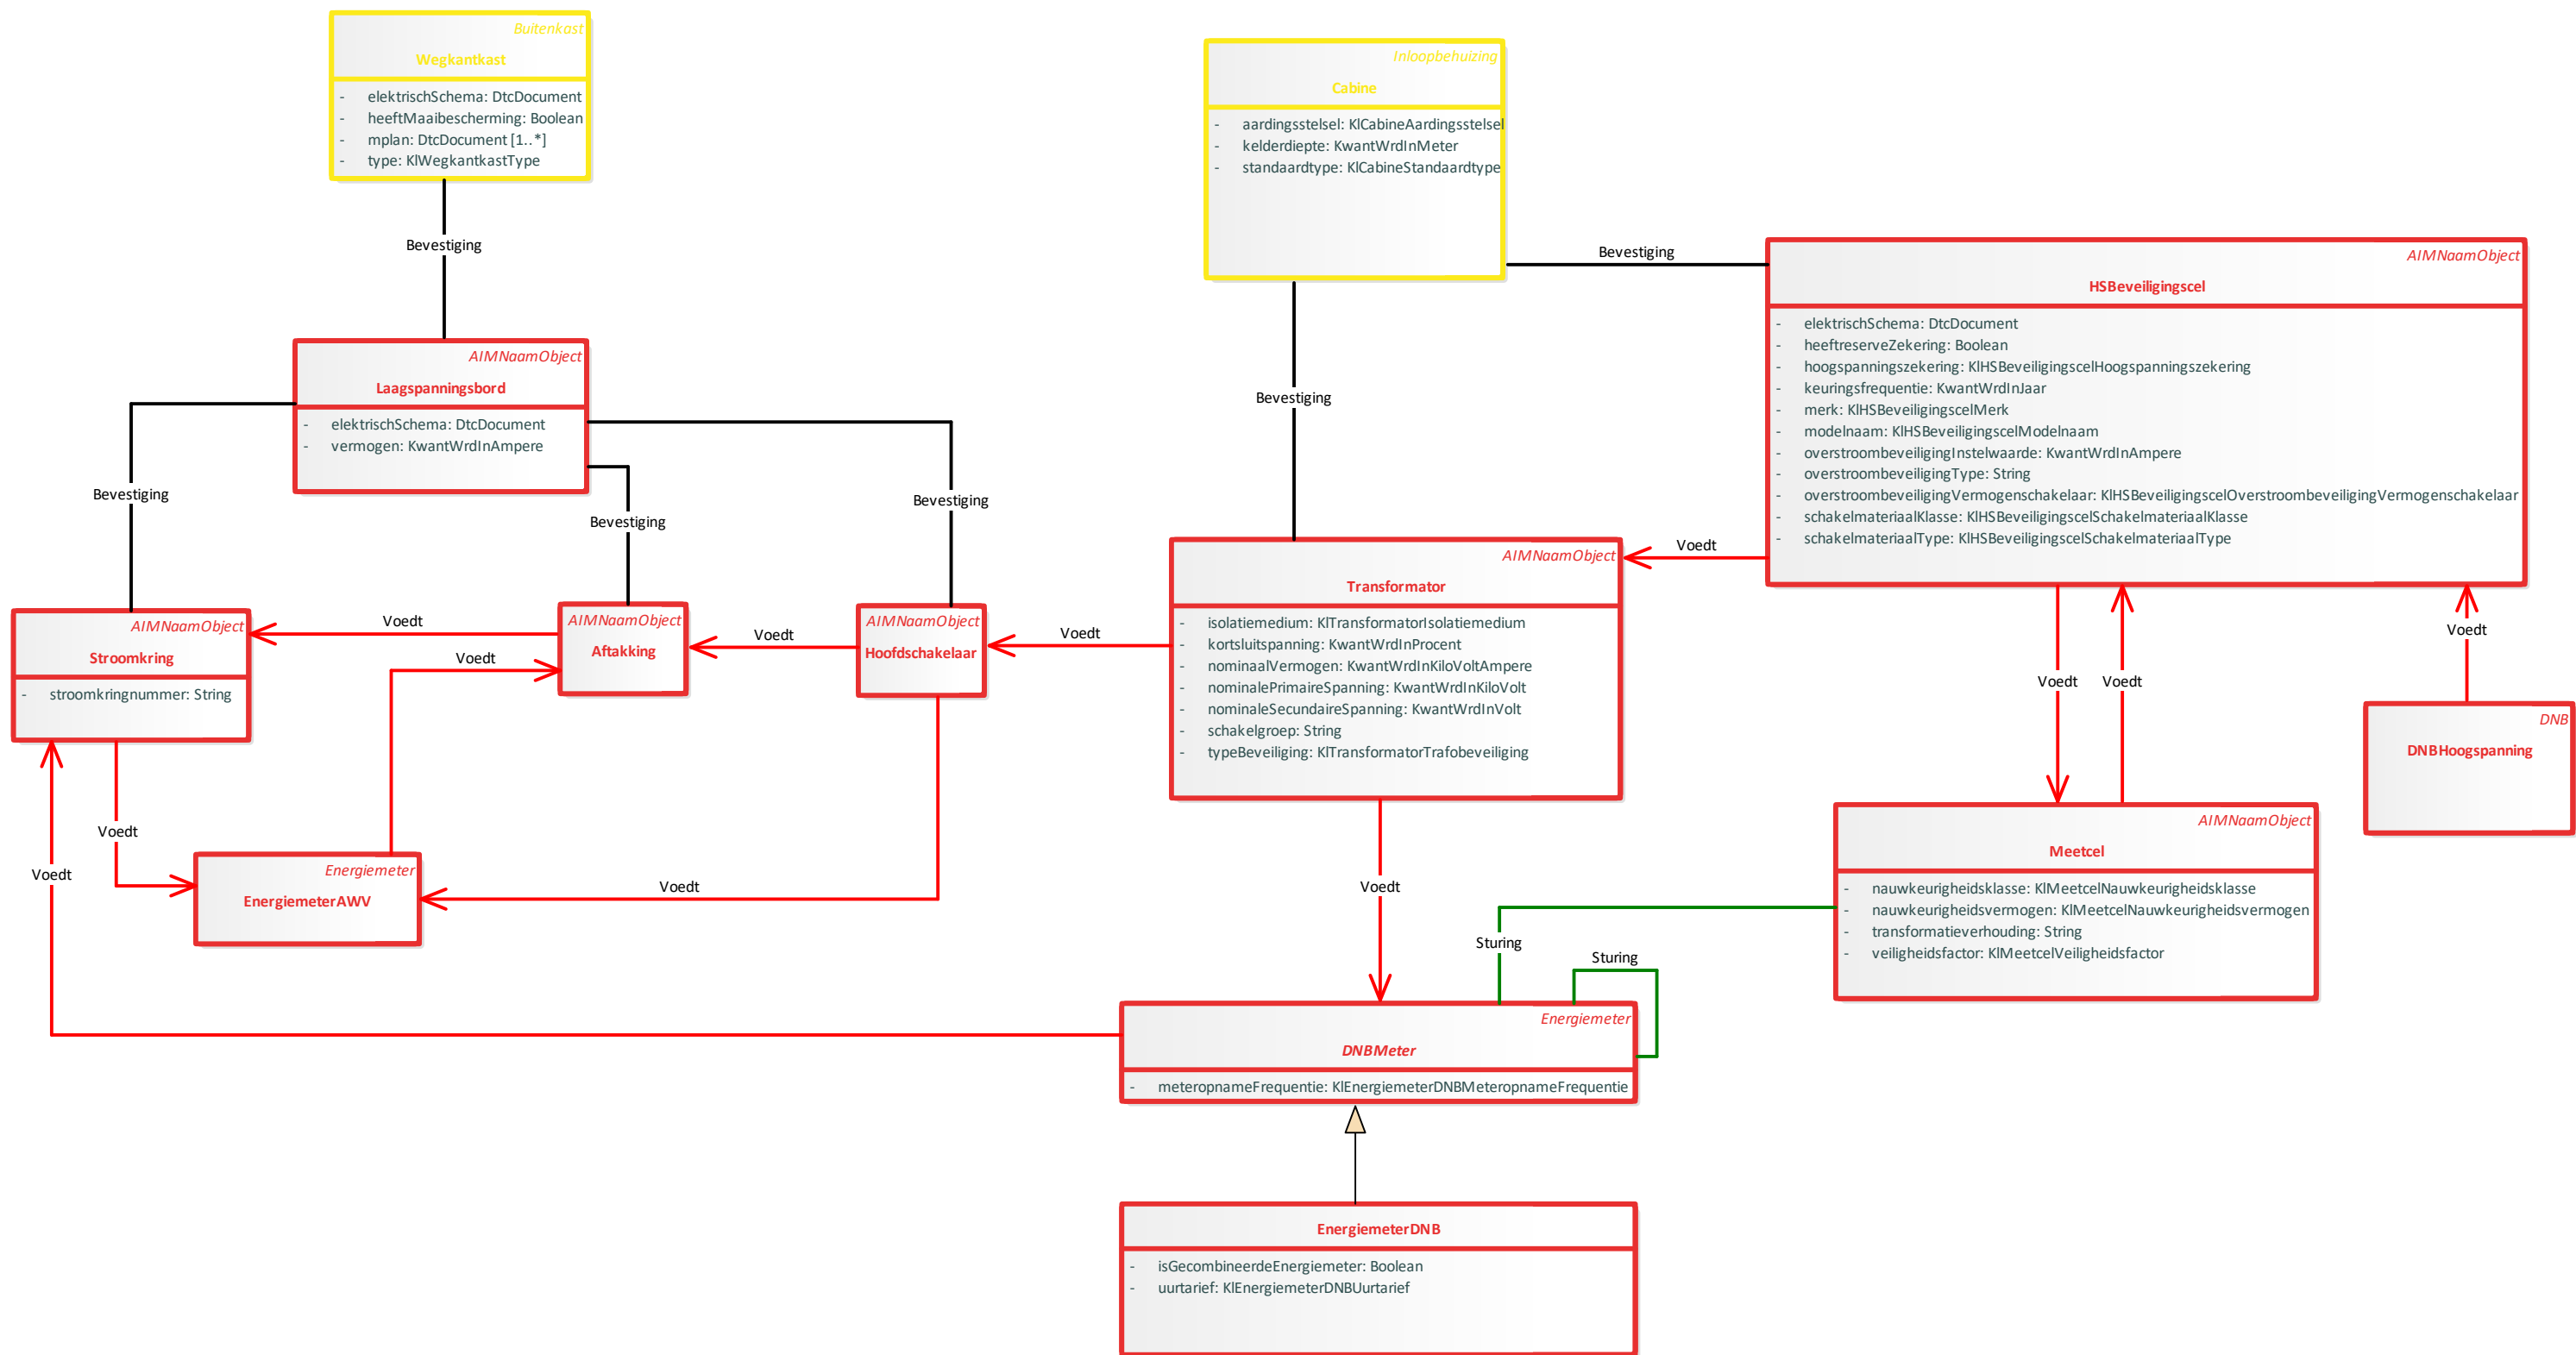 Buitenkast
Wegkantkast
- elektrischSchema: DtcDocument
- heeftMaaibescherming: Boolean
- mplan: DtcDocument [1..*]
- type: KlWegkantkastType
Inloopbehuizing
Cabine
- aardingsstelsel: KlCabineAardingsstelsel
- kelderdiepte: KwantWrdInMeter
- standaardtype: KlCabineStandaardtype
Bevestiging
Bevestiging
AIMNaamObject
HSBeveiligingscel
- elektrischSchema: DtcDocument
- heeftreserveZekering: Boolean
- hoogspanningszekering: KlHSBeveiligingscelHoogspanningszekering
- keuringsfrequentie: KwantWrdInJaar
- merk: KlHSBeveiligingscelMerk
- modelnaam: KlHSBeveiligingscelModelnaam
- overstroombeveiligingInstelwaarde: KwantWrdInAmpere
- overstroombeveiligingType: String
- overstroombeveiligingVermogenschakelaar: KlHSBeveiligingscelOverstroombeveiligingVermogenschakelaar
- schakelmateriaalKlasse: KlHSBeveiligingscelSchakelmateriaalKlasse
- schakelmateriaalType: KlHSBeveiligingscelSchakelmateriaalType
AIMNaamObject
Laagspanningsbord
- elektrischSchema: DtcDocument
- vermogen: KwantWrdInAmpere
Bevestiging
Bevestiging
Bevestiging
Bevestiging
AIMNaamObject
Stroomkring
- stroomkringnummer: String
Voedt
AIMNaamObject
Aftakking
Voedt
AIMNaamObject
Hoofdschakelaar
Voedt
AIMNaamObject
Transformator
- isolatiemedium: KlTransformatorIsolatiemedium
- kortsluitspanning: KwantWrdInProcent
- nominaalVermogen: KwantWrdInKiloVoltAmpere
- nominalePrimaireSpanning: KwantWrdInKiloVolt
- nominaleSecundaireSpanning: KwantWrdInVolt
- schakelgroep: String
- typeBeveiliging: KlTransformatorTrafobeveiliging
Voedt
Voedt
Voedt
Voedt
Voedt
DNB
DNBHoogspanning
Voedt
Voedt
Energiemeter
EnergiemeterAWV
Voedt
Voedt
AIMNaamObject
Meetcel
- nauwkeurigheidsklasse: KlMeetcelNauwkeurigheidsklasse
- nauwkeurigheidsvermogen: KlMeetcelNauwkeurigheidsvermogen
- transformatieverhouding: String
- veiligheidsfactor: KlMeetcelVeiligheidsfactor
Voedt
Sturing
Sturing
Energiemeter
DNBMeter
- meteropnameFrequentie: KlEnergiemeterDNBMeteropnameFrequentie
EnergiemeterDNB
- isGecombineerdeEnergiemeter: Boolean
- uurtarief: KlEnergiemeterDNBUurtarief